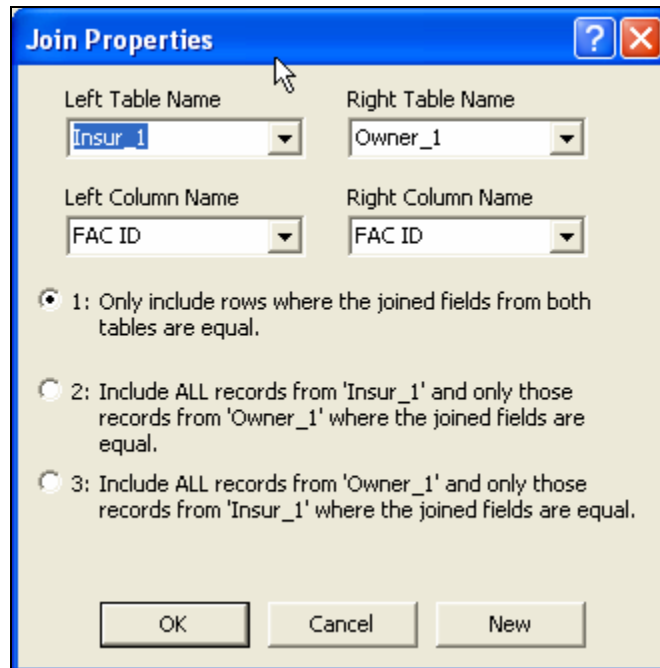 Join Properties
Left Table Name Right Table Name
Insur_1 Owner_1
Left Column Name Right Column Name
FAC ID FAC ID
1: Only include rows where the joined fields from both
tables are equal.
2: Include ALL records from 'Insur_1' and only those
records from 'Owner_1' where the joined fields are
equal.
3: Include ALL records from 'Owner_1' and only those
records from 'Insur_1' where the joined fields are equal.
OK Cancel New